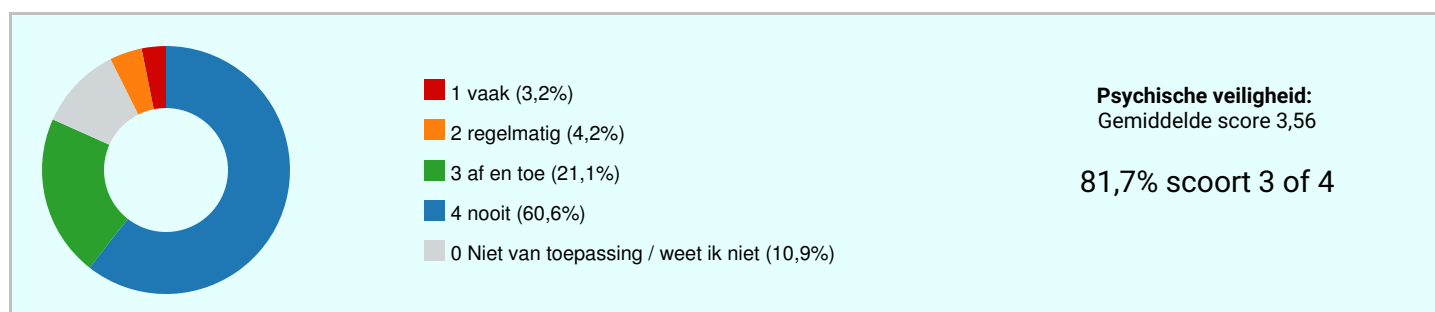 1 vaak (3,2%)
2 regelmatig (4,2%)
3 af en toe (21,1%)
4 nooit (60,6%)
0 Niet van toepassing / weet ik niet (10,9%)
Psychische veiligheid:
Gemiddelde score 3,56
81,7% scoort 3 of 4